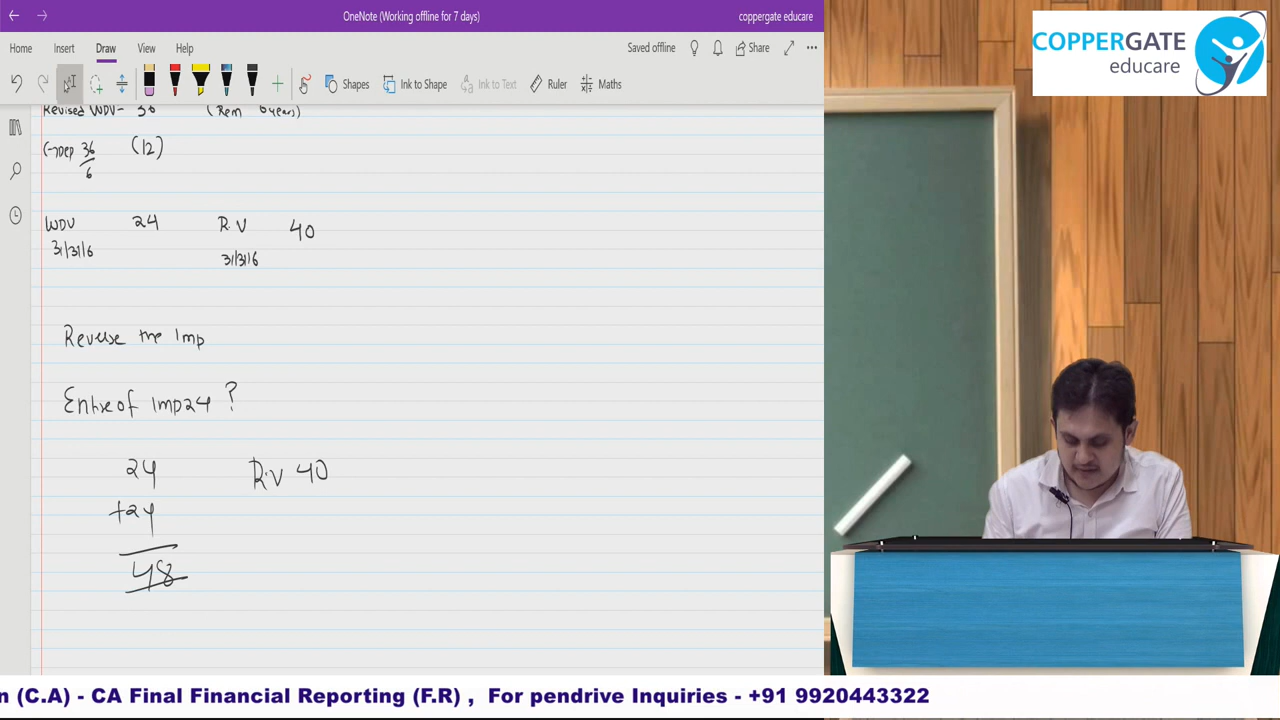 OneNote (Working offline for 7 days)
coppergate educare
Home Insert Draw View Help
Saved offline Share
Shapes Ink to Shape Ink to Text Ruler Maths
Revised WDV- 36 (Rem 6 years)
(-) Dep 36/6 (12)
WDV 24 R.V 40
31/3/16 31/3/16
Reverse the Imp
Entire of Imp 24 ?
24 R.V 40
+24
48
COPPERGATE
educare
n (C.A) - CA Final Financial Reporting (F.R) , For pendrive Inquiries - +91 9920443322